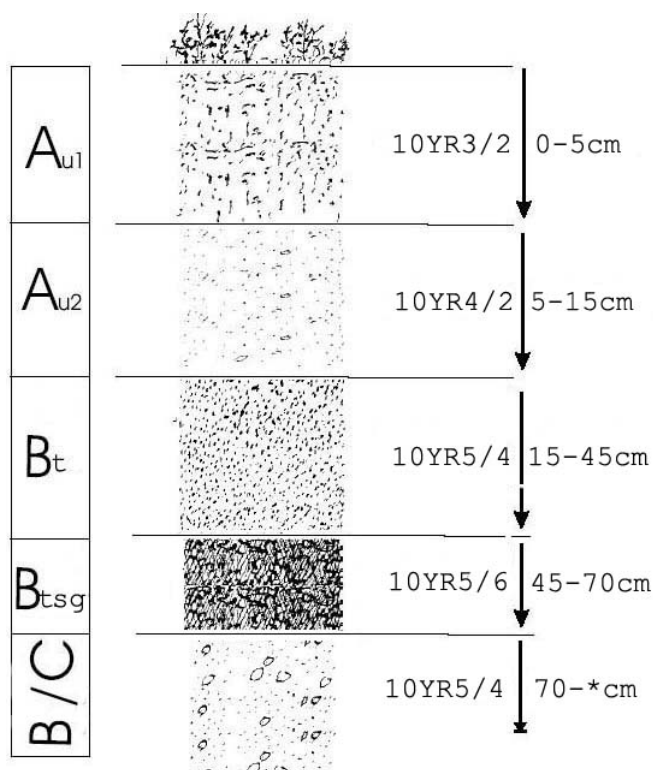 Au1 10YR3/2 0-5cm
Au2 10YR4/2 5-15cm
Bt 10YR5/4 15-45cm
Btsg 10YR5/6 45-70cm
B/C 10YR5/4 70-*cm